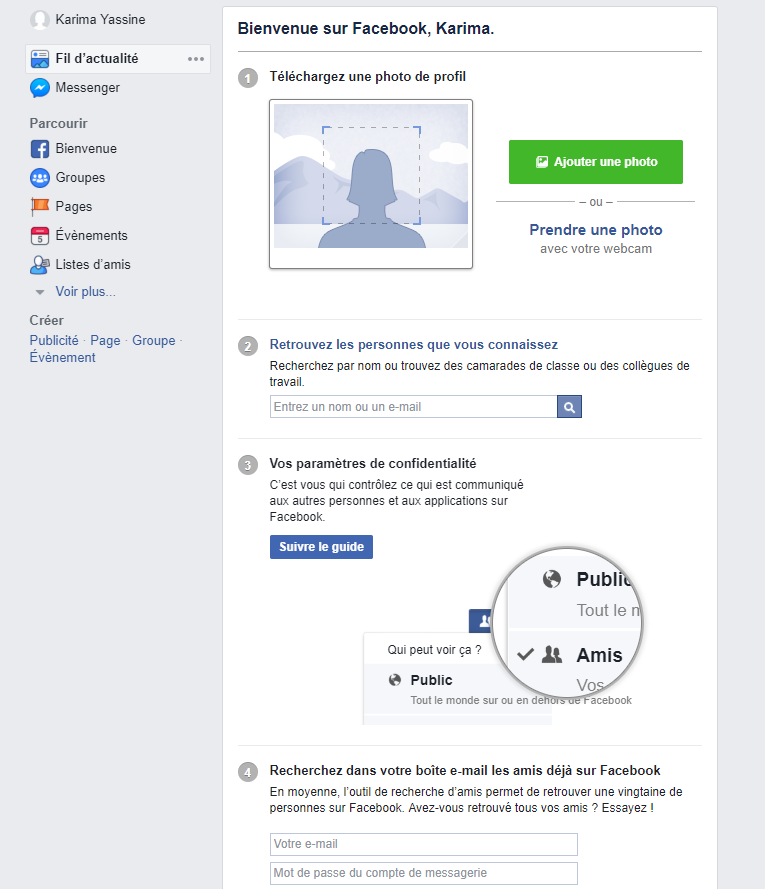 Karima Yassine
Fil d’actualité
Messenger
Parcourir
Bienvenue
Groupes
Pages
5
Évènements
Listes d’amis
Voir plus...
Créer
Publicité · Page · Groupe ·
Évènement
Bienvenue sur Facebook, Karima.
1 Téléchargez une photo de profil
Ajouter une photo
– ou –
Prendre une photo
avec votre webcam
2 Retrouvez les personnes que vous connaissez
Recherchez par nom ou trouvez des camarades de classe ou des collègues de
travail.
Entrez un nom ou un e-mail
3 Vos paramètres de confidentialité
C’est vous qui contrôlez ce qui est communiqué
aux autres personnes et aux applications sur
Facebook.
Suivre le guide
Qui peut voir ça ?
Public
Tout le monde sur ou en dehors de Facebook
Public
Tout le m
Amis
Vos
4 Recherchez dans votre boîte e-mail les amis déjà sur Facebook
En moyenne, l’outil de recherche d’amis permet de retrouver une vingtaine de
personnes sur Facebook. Avez-vous retrouvé tous vos amis ? Essayez !
Votre e-mail
Mot de passe du compte de messagerie